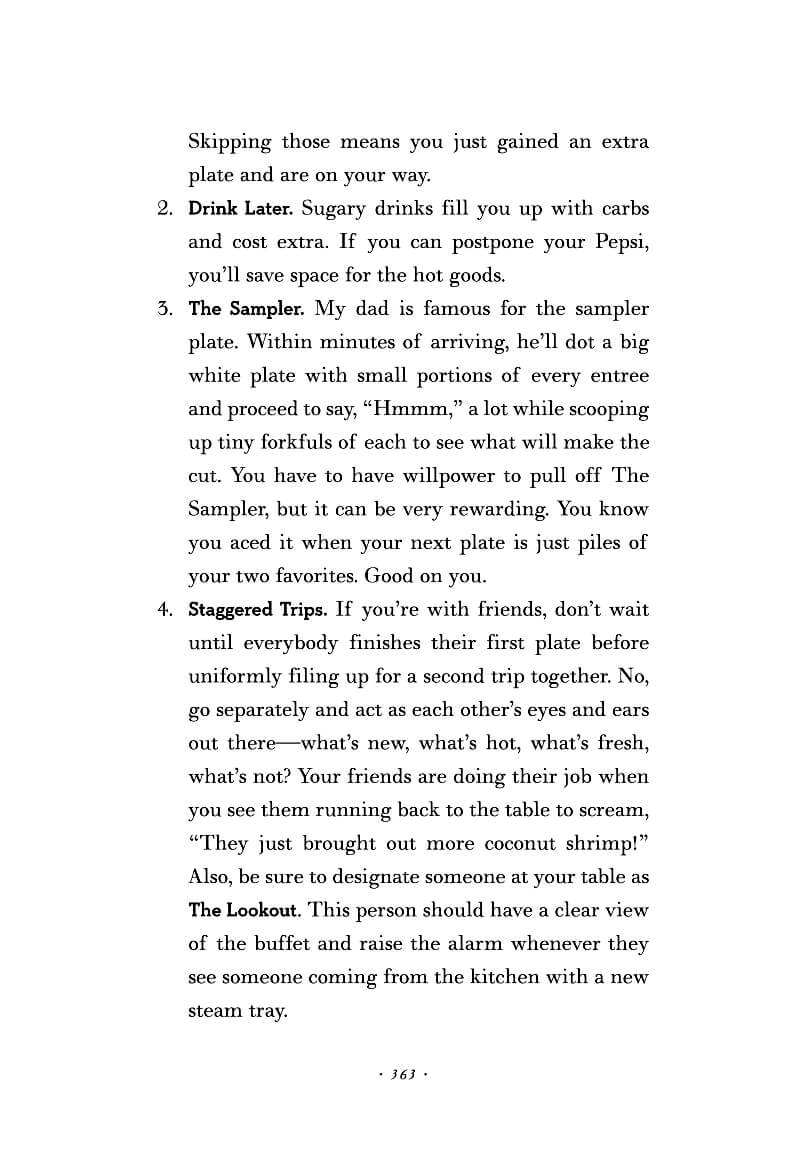 Skipping those means you just gained an extra
plate and are on your way.
2. Drink Later. Sugary drinks fill you up with carbs
and cost extra. If you can postpone your Pepsi,
you’ll save space for the hot goods.
3. The Sampler. My dad is famous for the sampler
plate. Within minutes of arriving, he’ll dot a big
white plate with small portions of every entree
and proceed to say, “Hmmm,” a lot while scooping
up tiny forkfuls of each to see what will make the
cut. You have to have willpower to pull off The
Sampler, but it can be very rewarding. You know
you aced it when your next plate is just piles of
your two favorites. Good on you.
4. Staggered Trips. If you’re with friends, don’t wait
until everybody finishes their first plate before
uniformly filing up for a second trip together. No,
go separately and act as each other’s eyes and ears
out there—what’s new, what’s hot, what’s fresh,
what’s not? Your friends are doing their job when
you see them running back to the table to scream,
“They just brought out more coconut shrimp!”
Also, be sure to designate someone at your table as
The Lookout. This person should have a clear view
of the buffet and raise the alarm whenever they
see someone coming from the kitchen with a new
steam tray.
· 363 ·